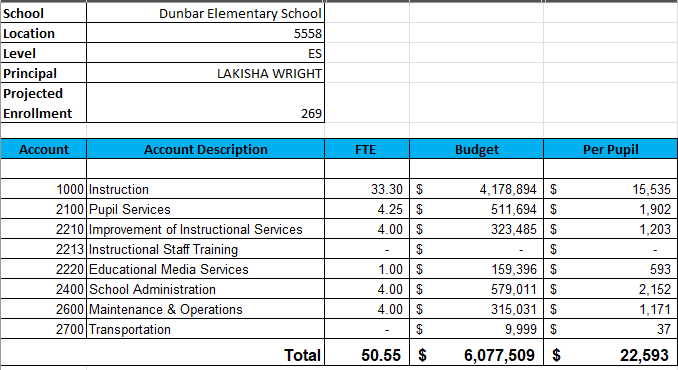 School Dunbar Elementary School
Location 5558
Level ES
Principal LAKISHA WRIGHT
Projected
Enrollment 269
Account Account Description FTE Budget Per Pupil
1000 Instruction 33.30 $ 4,178,894 $ 15,535
2100 Pupil Services 4.25 $ 511,694 $ 1,902
2210 Improvement of Instructional Services 4.00 $ 323,485 $ 1,203
2213 Instructional Staff Training - $ - $ -
2220 Educational Media Services 1.00 $ 159,396 $ 593
2400 School Administration 4.00 $ 579,011 $ 2,152
2600 Maintenance & Operations 4.00 $ 315,031 $ 1,171
2700 Transportation - $ 9,999 $ 37
Total 50.55 $ 6,077,509 $ 22,593